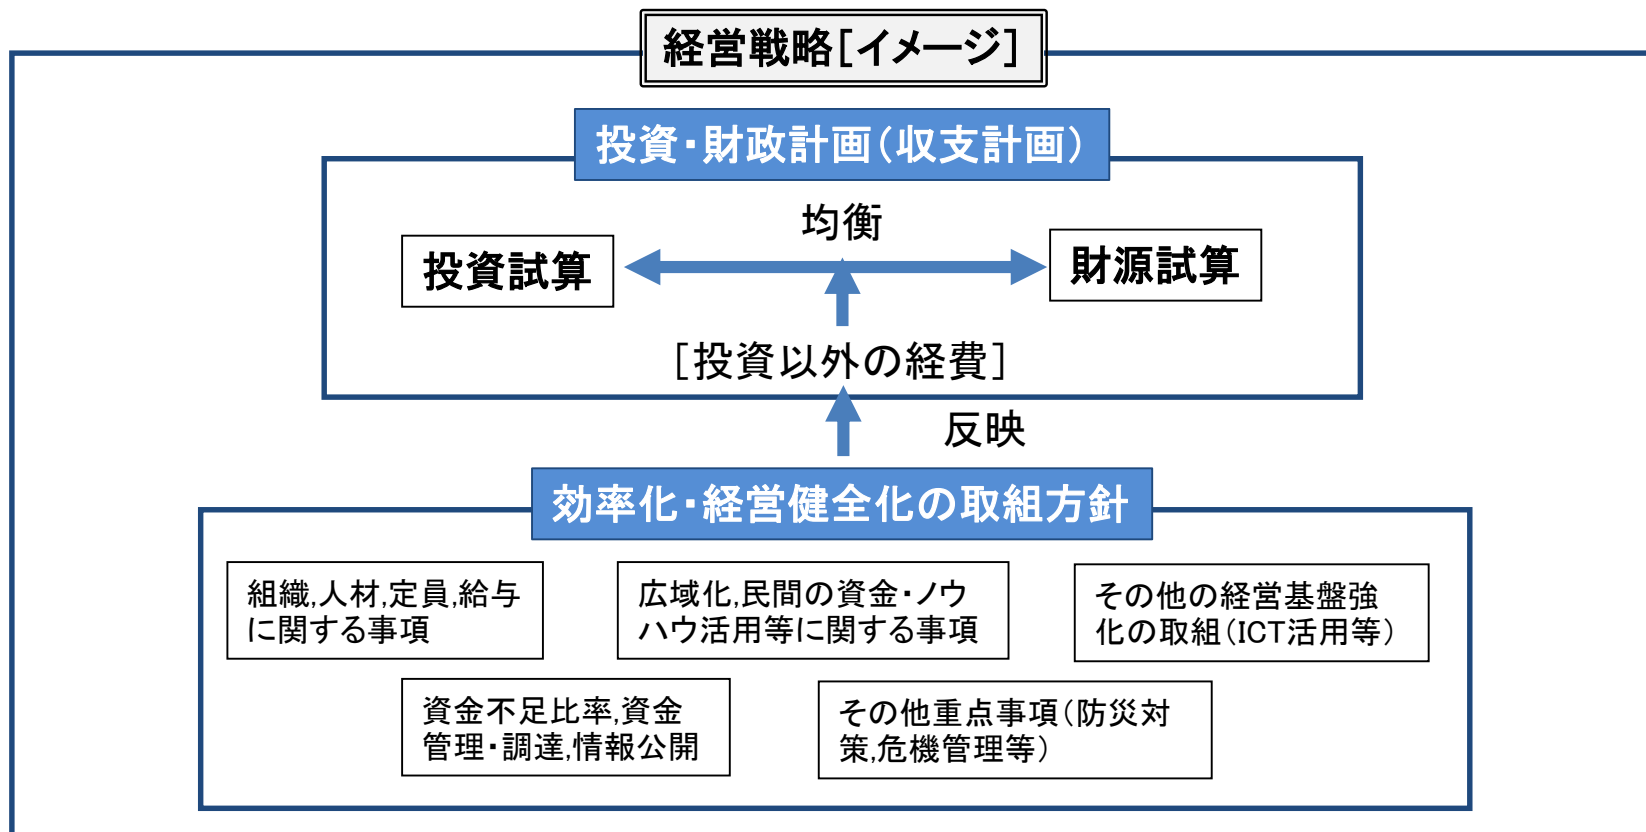 経営戦略[イメージ]
投資・財政計画(収支計画)
均衡
投資試算
財源試算
[投資以外の経費]
反映
効率化・経営健全化の取組方針
組織,人材,定員,給与
に関する事項
広域化,民間の資金・ノウ
ハウ活用等に関する事項
その他の経営基盤強
化の取組(ICT活用等)
資金不足比率,資金
管理・調達,情報公開
その他重点事項(防災対
策,危機管理等)